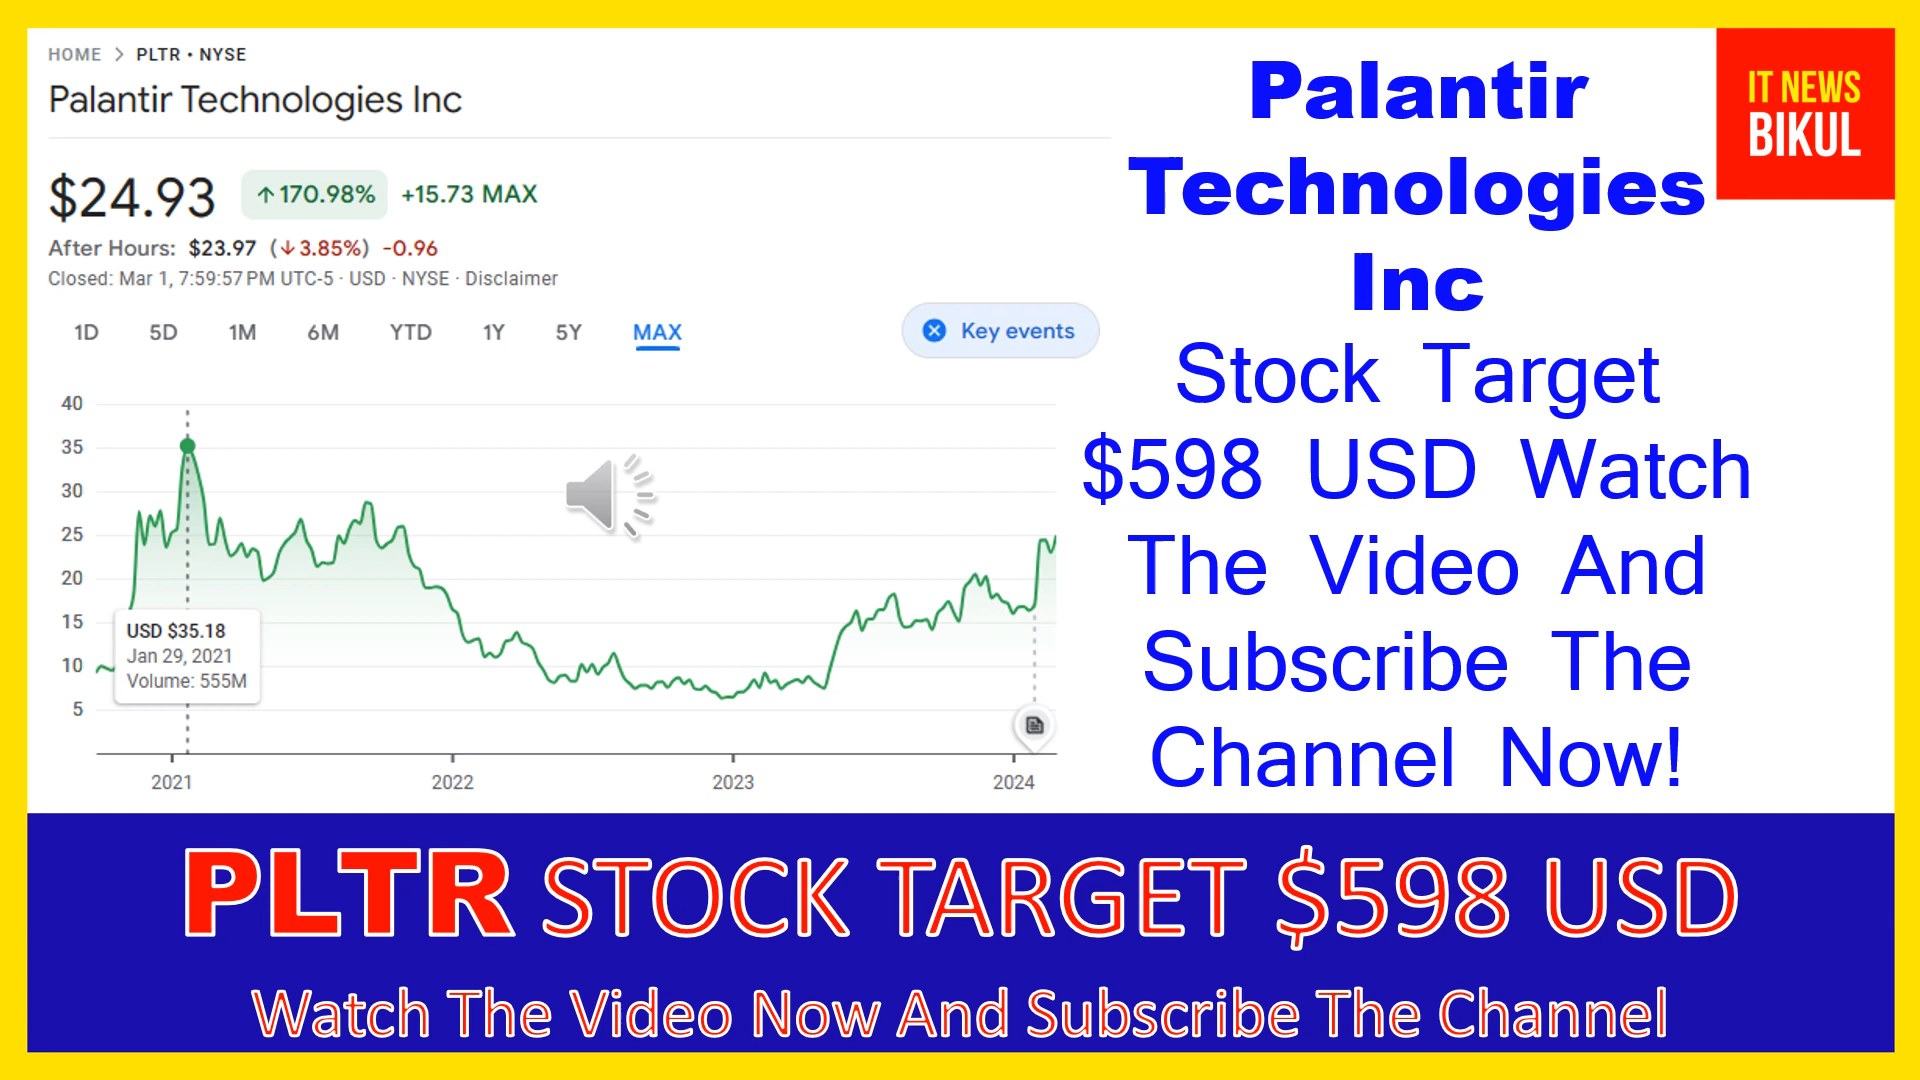 HOME > PLTR • NYSE
Palantir Technologies Inc
$24.93 ↑170.98% +15.73 MAX
After Hours: $23.97 (↓3.85%) -0.96
Closed: Mar 1, 7:59:57 PM UTC-5 · USD · NYSE · Disclaimer
1D 5D 1M 6M YTD 1Y 5Y MAX
Key events
40
35
30
25
20
15
10
5
USD $35.18
Jan 29, 2021
Volume: 555M
2021 2022 2023 2024
Palantir
Technologies
Inc
Stock Target
$598 USD Watch
The Video And
Subscribe The
Channel Now!
IT NEWS
BIKUL
PLTR STOCK TARGET $598 USD
Watch The Video Now And Subscribe The Channel